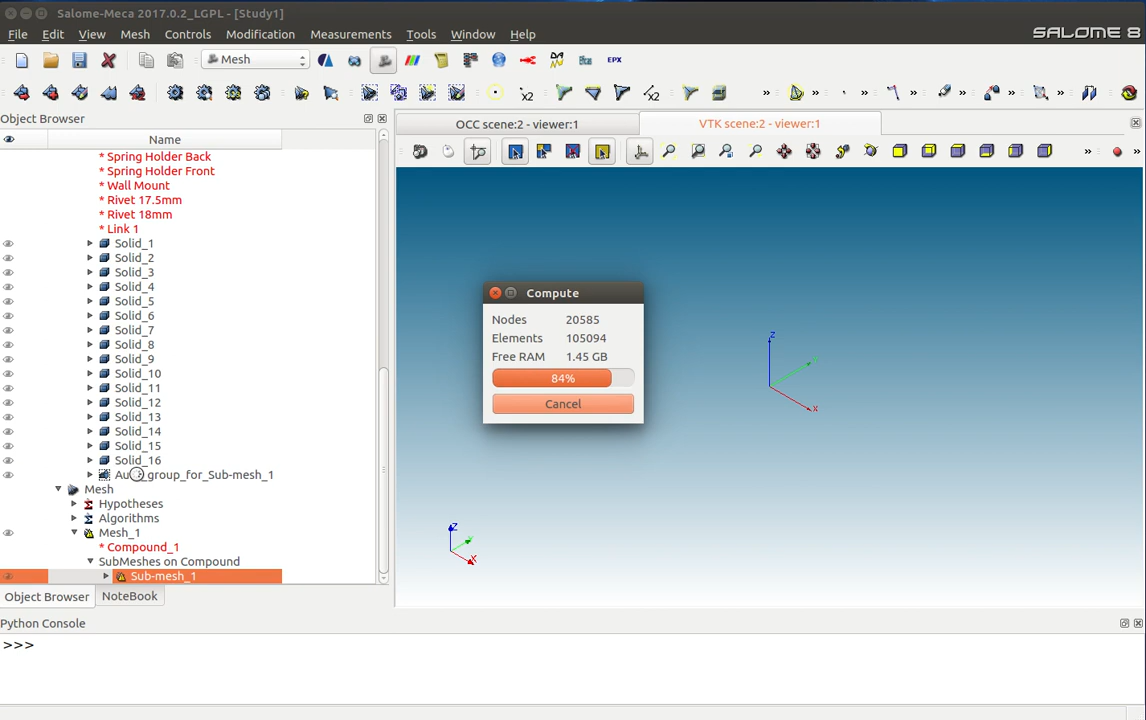 Salome-Meca 2017.0.2_LGPL - [Study1]
File Edit View Mesh Controls Modification Measurements Tools Window Help
SALOME 8
Mesh
EPX
X2
X2
Object Browser
OCC scene:2 - viewer:1
VTK scene:2 - viewer:1
Name
* Spring Holder Back
* Spring Holder Front
* Wall Mount
* Rivet 17.5mm
* Rivet 18mm
* Link 1
Solid_1
Solid_2
Solid_3
Solid_4
Solid_5
Solid_6
Solid_7
Solid_8
Solid_9
Solid_10
Solid_11
Solid_12
Solid_13
Solid_14
Solid_15
Solid_16
group_for_Sub-mesh_1
Mesh
Hypotheses
Algorithms
Mesh_1
* Compound_1
SubMeshes on Compound
Sub-mesh_1
Compute
Nodes 20585
Elements 105094
Free RAM 1.45 GB
84%
Cancel
Z
X
Z
X
Object Browser
NoteBook
Python Console
>>>